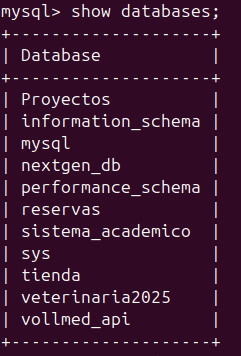 mysql> show databases;
+--------------------+
| Database           |
+--------------------+
| Proyectos          |
| information_schema |
| mysql              |
| nextgen_db         |
| performance_schema |
| reservas           |
| sistema_academico  |
| sys                |
| tienda             |
| veterinaria2025    |
| vollmed_api        |
+--------------------+